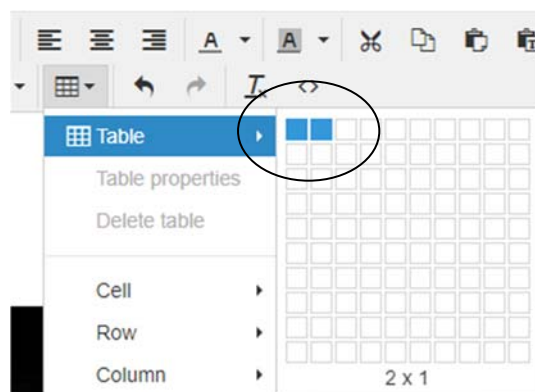 Table
Table properties
Delete table
Cell
Row
Column
2 x 1